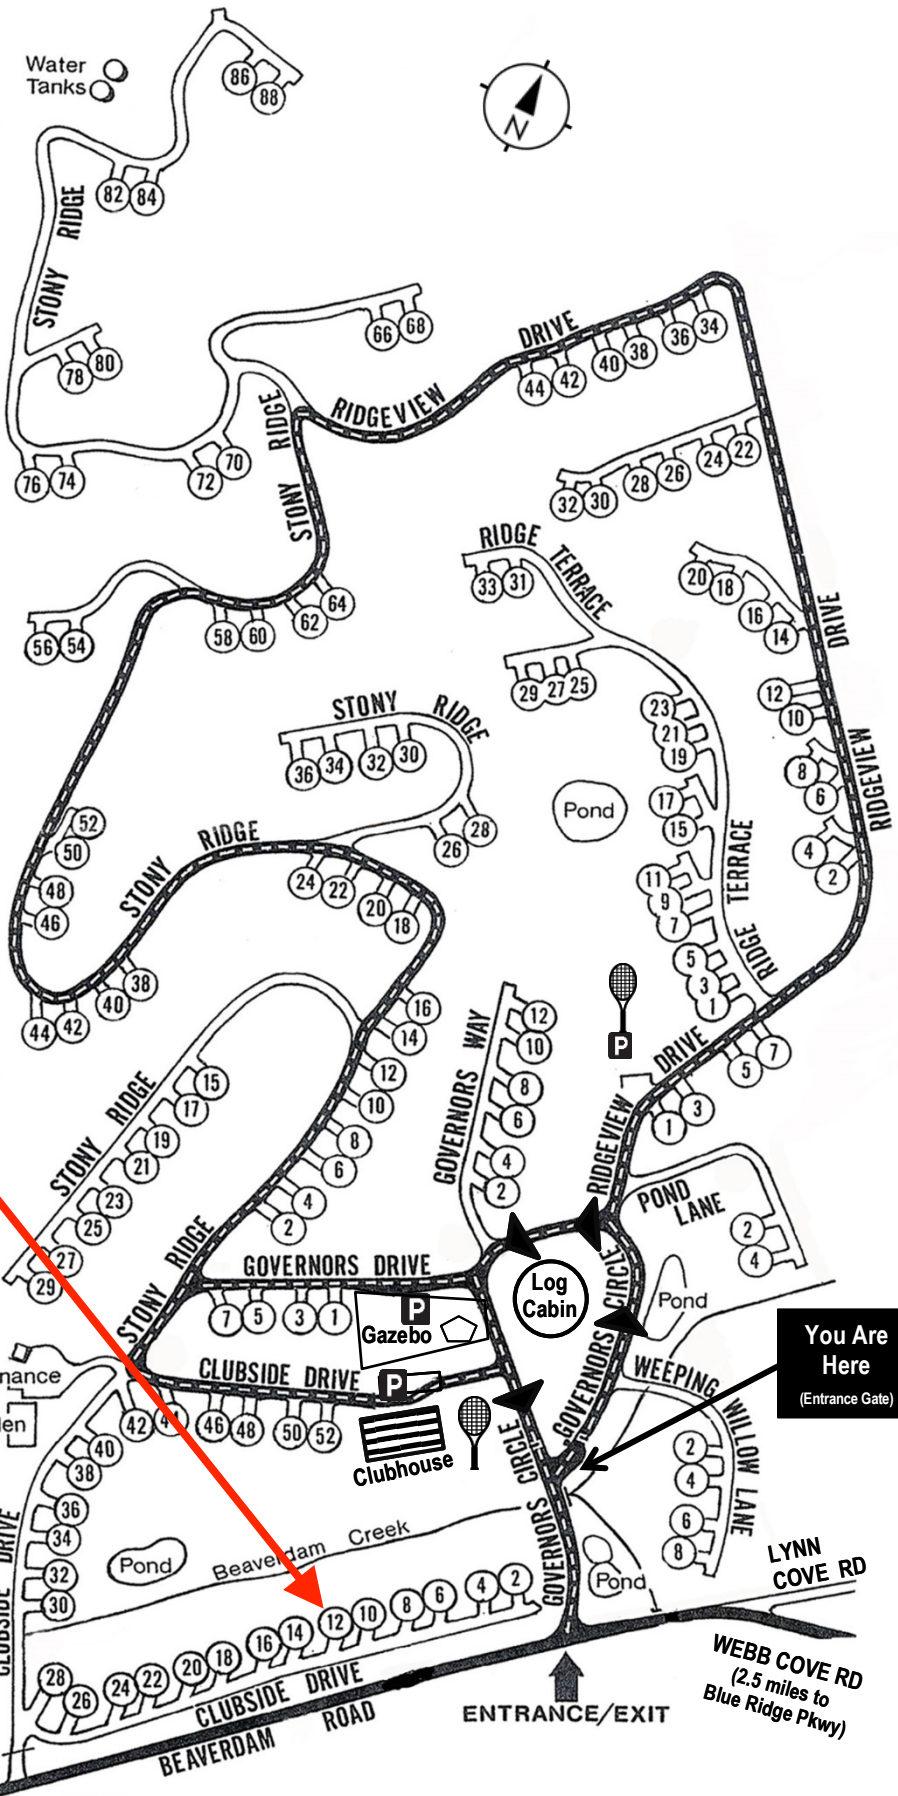 Water
Tanks
86
88
N
82
84
STONY RIDGE
66
68
78
80
RIDGEVIEW DRIVE
44
42
40
38
36
34
STONY RIDGE
76
74
72
70
32
30
28
26
24
22
RIDGE TERRACE
33
31
20
18
16
14
56
54
58
60
62
64
29
27
25
12
10
8
6
4
2
RIDGEVIEW DRIVE
STONY RIDGE
36
34
32
30
28
26
23
21
19
17
15
11
9
7
5
3
1
RIDGE TERRACE
Pond
52
50
48
46
44
42
40
38
STONY RIDGE
24
22
20
18
16
14
12
10
8
6
4
2
STONY RIDGE
15
17
19
21
23
25
27
29
GOVERNORS WAY
12
10
8
6
4
2
P
RIDGEVIEW DRIVE
7
5
3
1
POND
LANE
2
4
STONY RIDGE
GOVERNORS DRIVE
7
5
3
1
P
Gazebo
Log
Cabin
GOVERNORS CIRCLE
Pond
You Are
Here
(Entrance Gate)
WEEPING WILLOW LANE
2
4
6
8
CLUBSIDE DRIVE
P
42
44
46
48
50
52
Clubhouse
nance
en
40
38
36
34
32
30
CLUBSIDE DRIVE
Pond
Beaverdam Creek
GOVERNORS CIRCLE
Pond
LYNN
COVE RD
28
26
24
22
20
18
16
14
12
10
8
6
4
2
CLUBSIDE DRIVE
BEAVERDAM ROAD
ENTRANCE/EXIT
WEBB COVE RD
(2.5 miles to
Blue Ridge Pkwy)